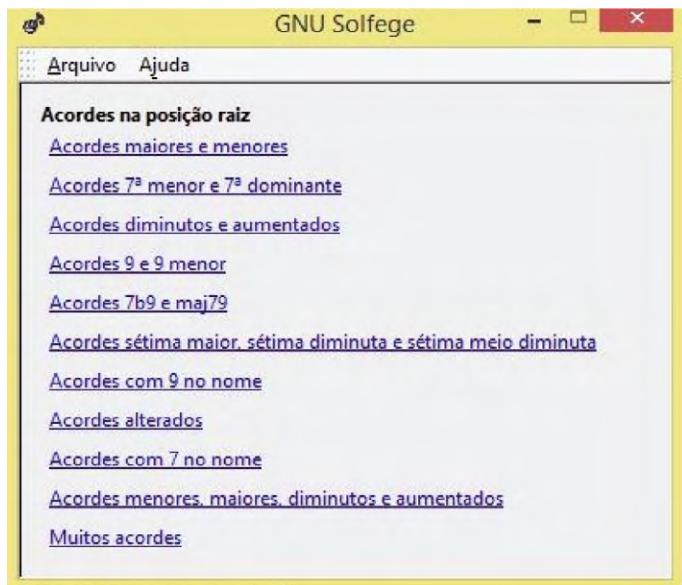 GNU Solfege
Arquivo Ajuda
Acordes na posição raiz
Acordes maiores e menores
Acordes 7ª menor e 7ª dominante
Acordes diminutos e aumentados
Acordes 9 e 9 menor
Acordes 7b9 e maj79
Acordes sétima maior, sétima diminuta e sétima meio diminuta
Acordes com 9 no nome
Acordes alterados
Acordes com 7 no nome
Acordes menores, maiores, diminutos e aumentados
Muitos acordes